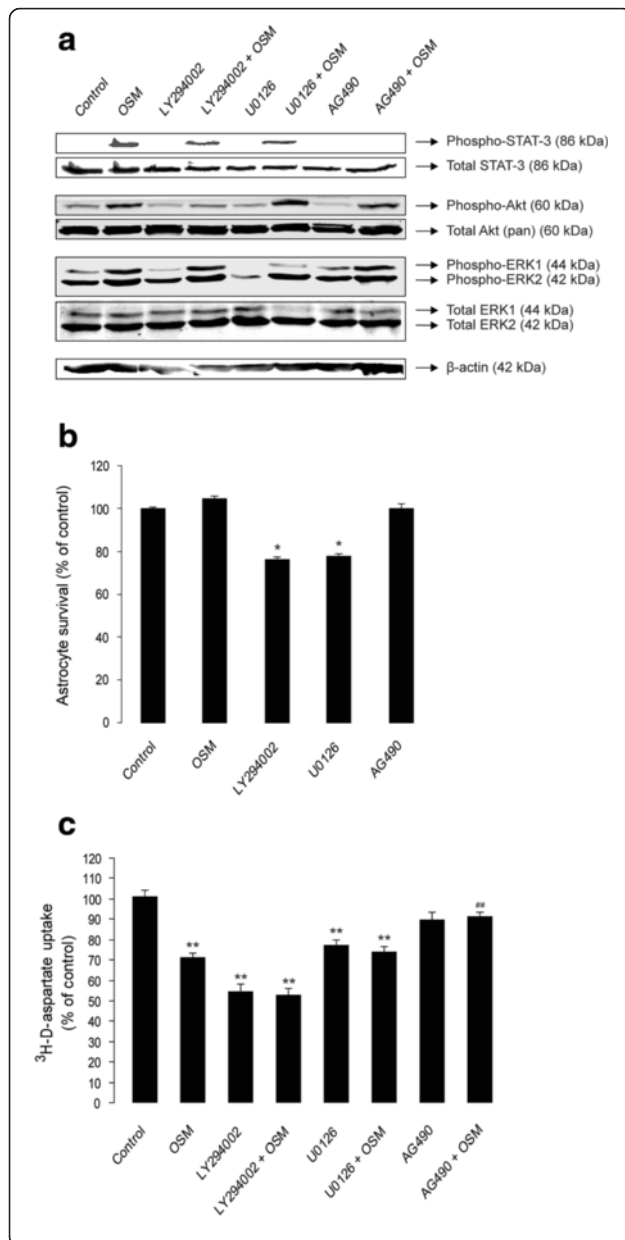 a
Control
OSM
LY294002
LY294002 + OSM
U0126
U0126 + OSM
AG490
AG490 + OSM
Phospho-STAT-3 (86 kDa)
Total STAT-3 (86 kDa)
Phospho-Akt (60 kDa)
Total Akt (pan) (60 kDa)
Phospho-ERK1 (44 kDa)
Phospho-ERK2 (42 kDa)
Total ERK1 (44 kDa)
Total ERK2 (42 kDa)
β-actin (42 kDa)
b
Astrocyte survival (% of control)
120
100
80
60
40
20
0
*
*
Control
OSM
LY294002
U0126
AG490
c
³H-D-aspartate uptake
(% of control)
120
110
100
90
80
70
60
50
40
30
20
10
0
**
**
**
**
**
##
Control
OSM
LY294002
LY294002 + OSM
U0126
U0126 + OSM
AG490
AG490 + OSM